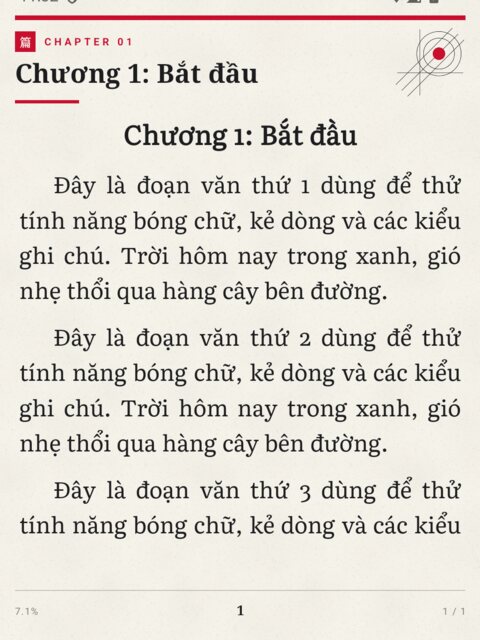 篇 CHAPTER 01
Chương 1: Bắt đầu
Chương 1: Bắt đầu
Đây là đoạn văn thứ 1 dùng để thử
tính năng bóng chữ, kẻ dòng và các kiểu
ghi chú. Trời hôm nay trong xanh, gió
nhẹ thổi qua hàng cây bên đường.
Đây là đoạn văn thứ 2 dùng để thử
tính năng bóng chữ, kẻ dòng và các kiểu
ghi chú. Trời hôm nay trong xanh, gió
nhẹ thổi qua hàng cây bên đường.
Đây là đoạn văn thứ 3 dùng để thử
tính năng bóng chữ, kẻ dòng và các kiểu
7.1% 1 1 / 1